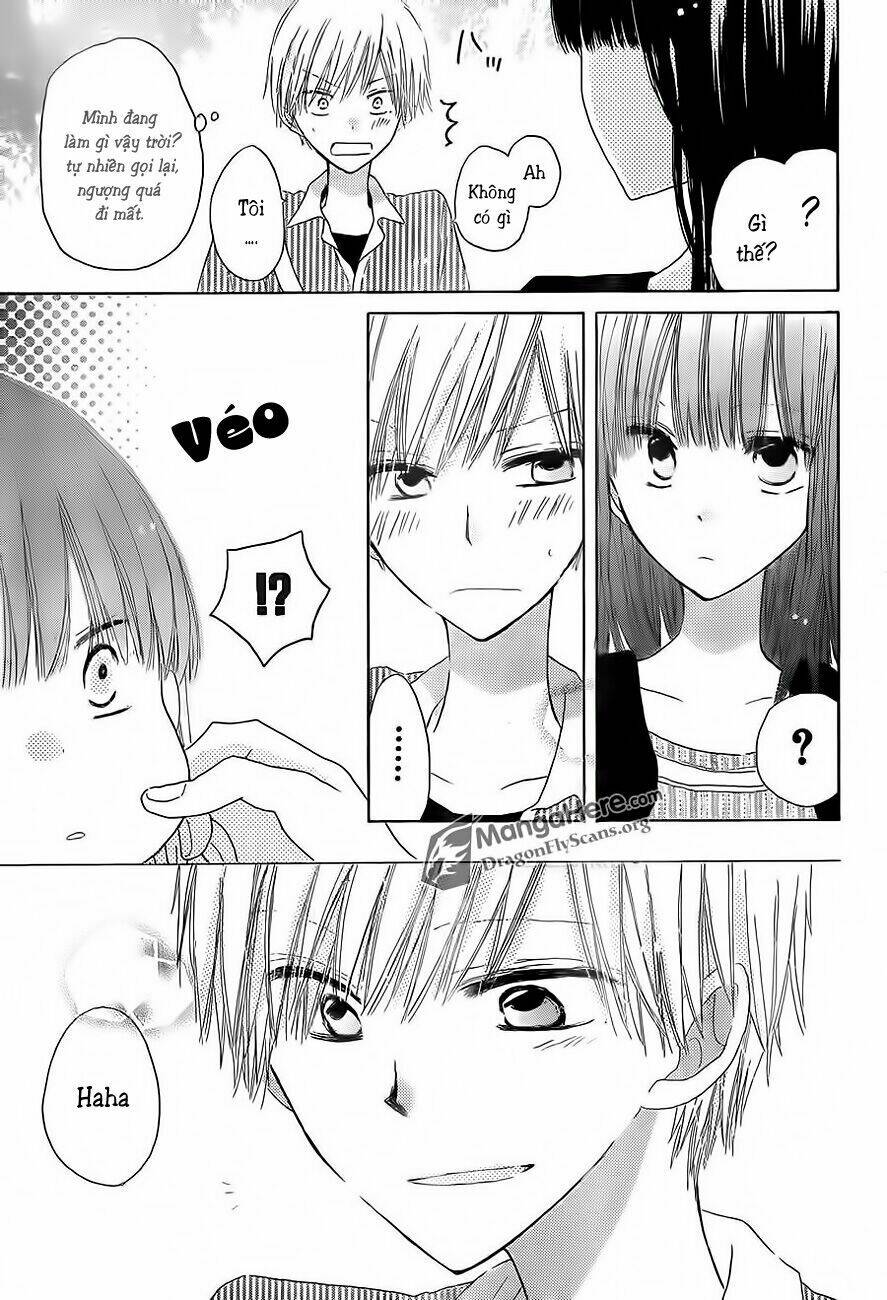 ?
Gì
thế?
Ah
Không
có gì
Tôi
....
Mình đang
làm gì vậy trời?
tự nhiên gọi lại,
ngượng quá
đi mất.
?
.......
Véo
!?
MangaHere.com
DragonFlyScans.org
Haha